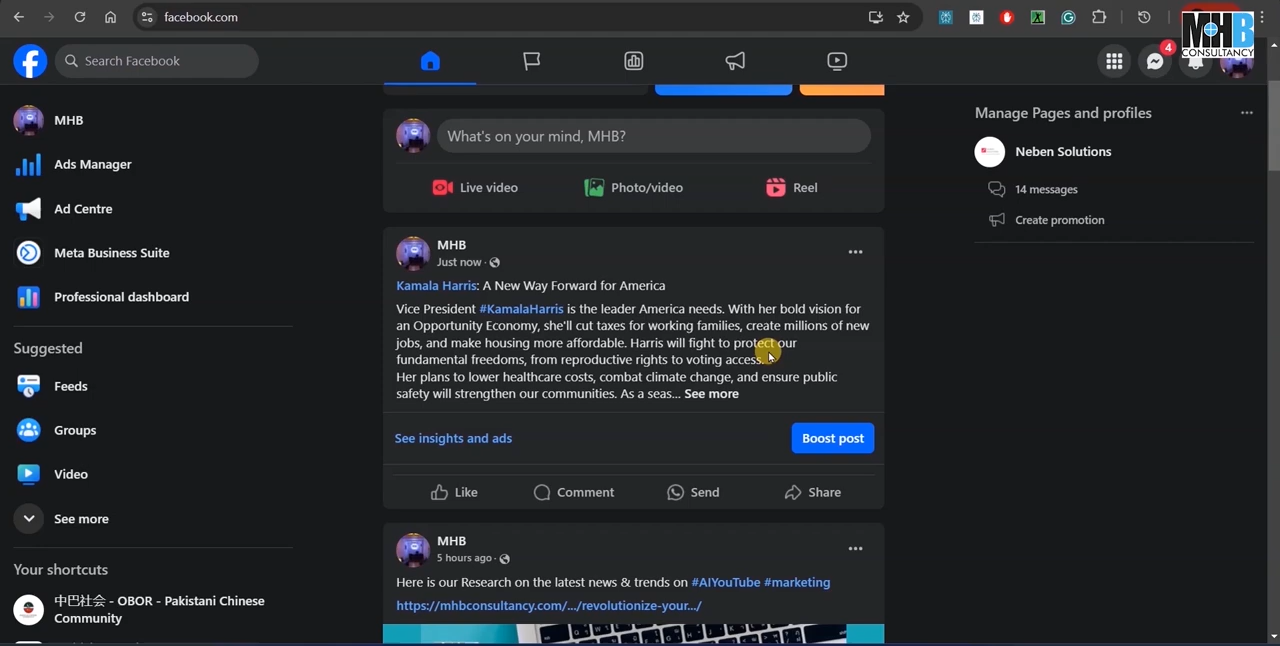 facebook.com
MHB
CONSULTANCY
Search Facebook
4
MHB
Ads Manager
Ad Centre
Meta Business Suite
Professional dashboard
Suggested
Feeds
Groups
Video
See more
Your shortcuts
中巴社会 - OBOR - Pakistani Chinese
Community
What's on your mind, MHB?
Live video
Photo/video
Reel
MHB
Just now ·
Kamala Harris: A New Way Forward for America
Vice President #KamalaHarris is the leader America needs. With her bold vision for
an Opportunity Economy, she'll cut taxes for working families, create millions of new
jobs, and make housing more affordable. Harris will fight to protect our
fundamental freedoms, from reproductive rights to voting access.
Her plans to lower healthcare costs, combat climate change, and ensure public
safety will strengthen our communities. As a seas... See more
See insights and ads
Boost post
Like
Comment
Send
Share
MHB
5 hours ago ·
Here is our Research on the latest news & trends on #AIYouTube #marketing
https://mhbconsultancy.com/.../revolutionize-your.../
Manage Pages and profiles
Neben Solutions
14 messages
Create promotion